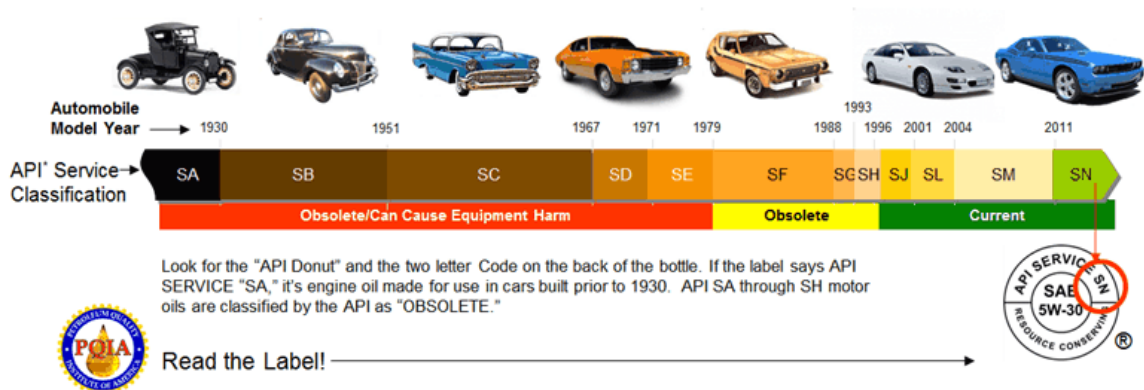 Automobile
Model Year
1930
1951
1967
1971
1979
1988
1993
1996
2001
2004
2011
API* Service
Classification
SA
SB
SC
SD
SE
SF
SG
SH
SJ
SL
SM
SN
Obsolete/Can Cause Equipment Harm
Obsolete
Current
Look for the "API Donut" and the two letter Code on the back of the bottle. If the label says API
SERVICE "SA," it's engine oil made for use in cars built prior to 1930. API SA through SH motor
oils are classified by the API as "OBSOLETE."
API SERVICE SN
SAE
5W-30
RESOURCE CONSERVING
®
PETROLEUM QUALITY
PQIA
INSTITUTE OF AMERICA
Read the Label!